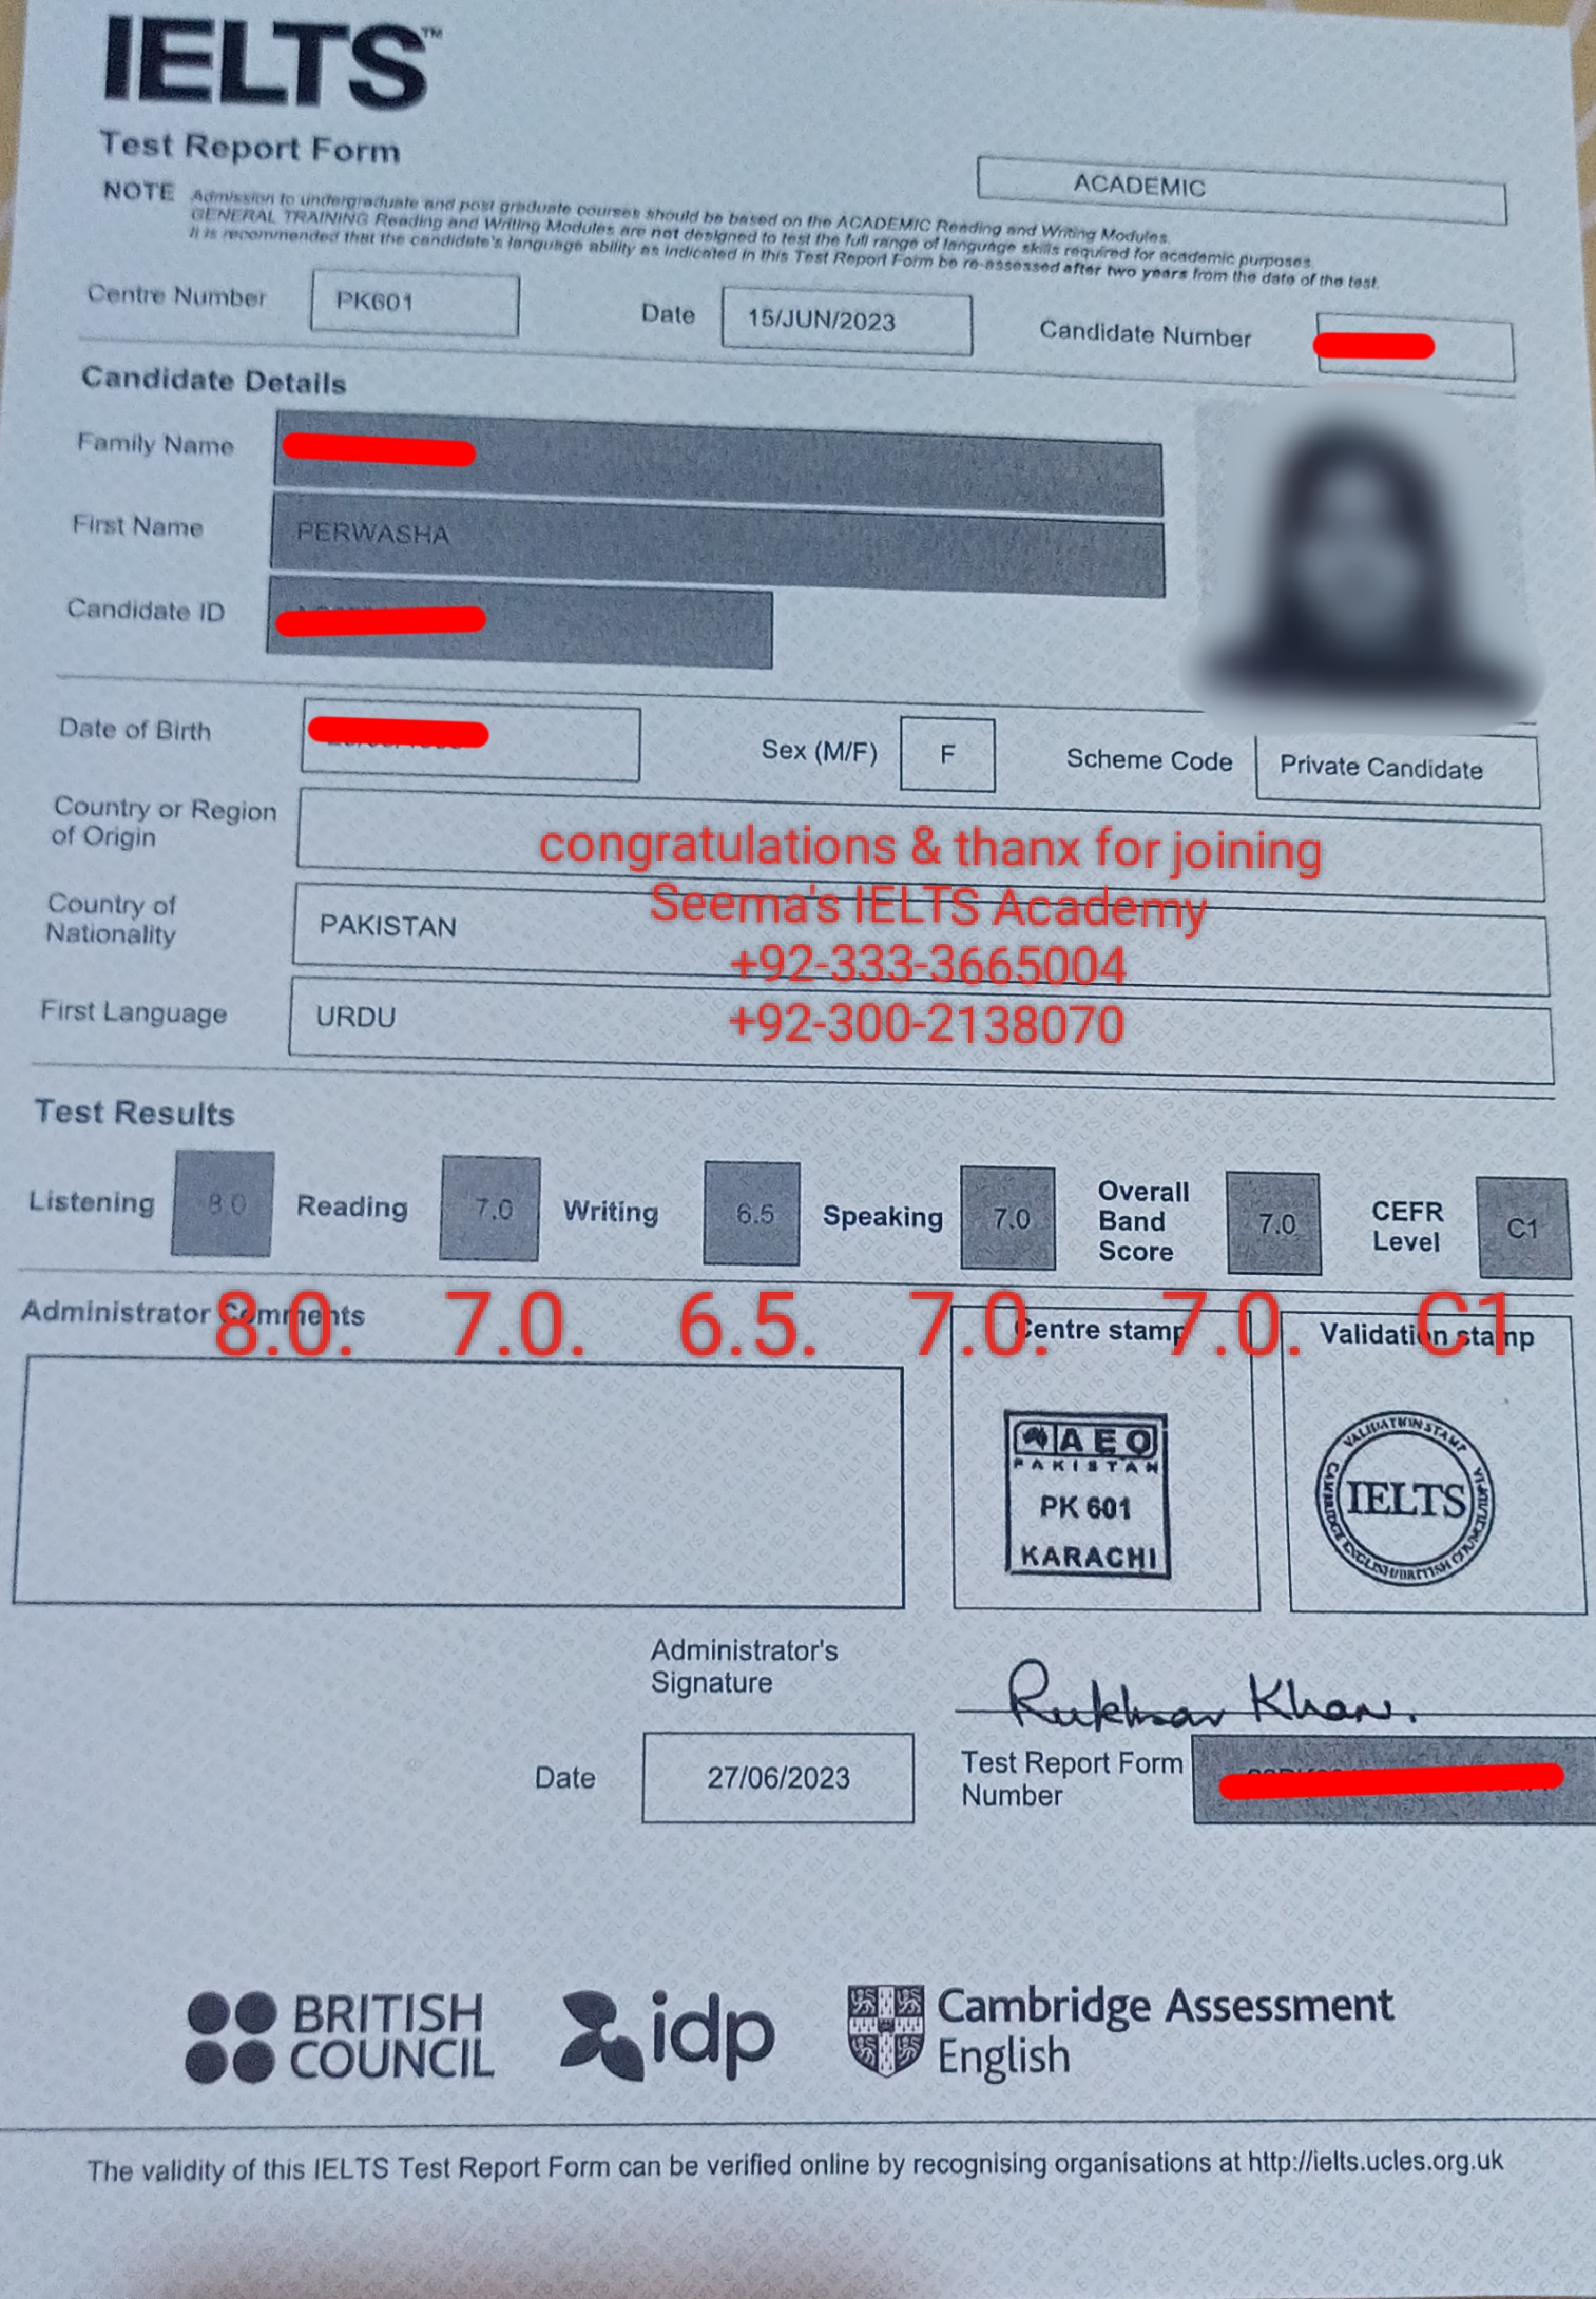 IELTS™
Test Report Form
ACADEMIC
NOTE Admission to undergraduate and post graduate courses should be based on the ACADEMIC Reading and Writing Modules.
GENERAL TRAINING Reading and Writing Modules are not designed to test the full range of language skills required for academic purposes.
It is recommended that the candidate's language ability as indicated in this Test Report Form be re-assessed after two years from the date of the test.
Centre Number PK601 Date 15/JUN/2023 Candidate Number
Candidate Details
Family Name
First Name PERWASHA
Candidate ID
Date of Birth Sex (M/F) F Scheme Code Private Candidate
Country or Region
of Origin
congratulations & thanx for joining
Seema's IELTS Academy
Country of
Nationality
PAKISTAN
+92-333-3665004
First Language URDU
+92-300-2138070
Test Results
Listening 8.0 Reading 7.0 Writing 6.5 Speaking 7.0 Overall Band Score 7.0 CEFR Level C1
8.0. 7.0. 6.5. 7.0. 7.0. C1
Administrator Comments Centre stamp Validation stamp
AEO
PAKISTAN
PK 601
KARACHI
VALIDATION STAMP
IELTS
Administrator's
Signature
Rukhsar Khan.
Date 27/06/2023
Test Report Form
Number
BRITISH
COUNCIL
idp
Cambridge Assessment
English
The validity of this IELTS Test Report Form can be verified online by recognising organisations at http://ielts.ucles.org.uk